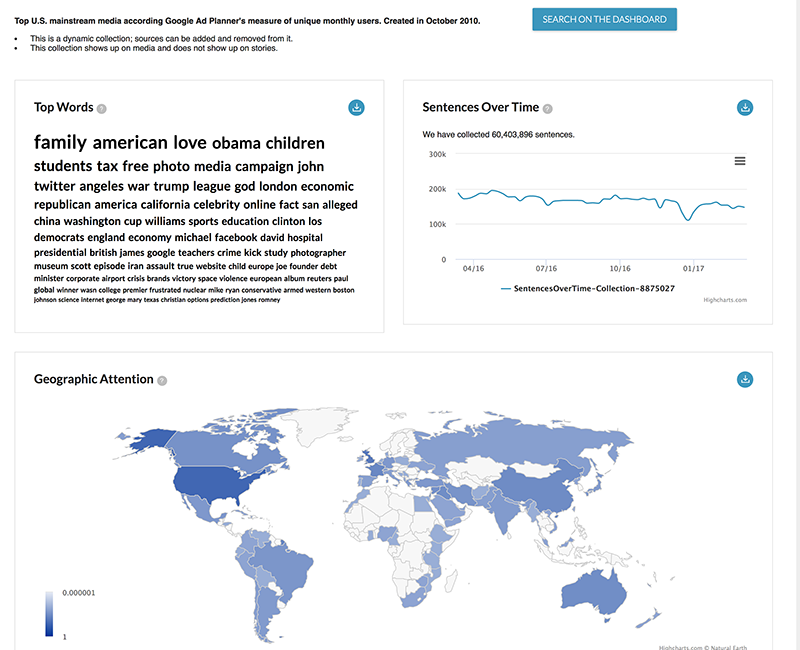 Top U.S. mainstream media according Google Ad Planner's measure of unique monthly users. Created in October 2010.
SEARCH ON THE DASHBOARD
• This is a dynamic collection; sources can be added and removed from it.
• This collection shows up on media and does not show up on stories.
Top Words ?
family american love obama children
students tax free photo media campaign john
twitter angeles war trump league god london economic
republican america california celebrity online fact san alleged
china washington cup williams sports education clinton los
democrats england economy michael facebook david hospital
presidential british james google teachers crime kick study photographer
museum scott episode iran assault true website child europe joe founder debt
minister corporate airport crisis brands victory space violence european album reuters paul
global winner wasn college premier frustrated nuclear mike ryan conservative armed western boston
johnson science internet george mary texas christian options prediction jones romney
Sentences Over Time ?
We have collected 60,403,896 sentences.
300k
200k
100k
0
04/16 07/16 10/16 01/17
SentencesOverTime-Collection-8875027
Highcharts.com
Geographic Attention ?
0.000001
1
Highcharts.com © Natural Earth